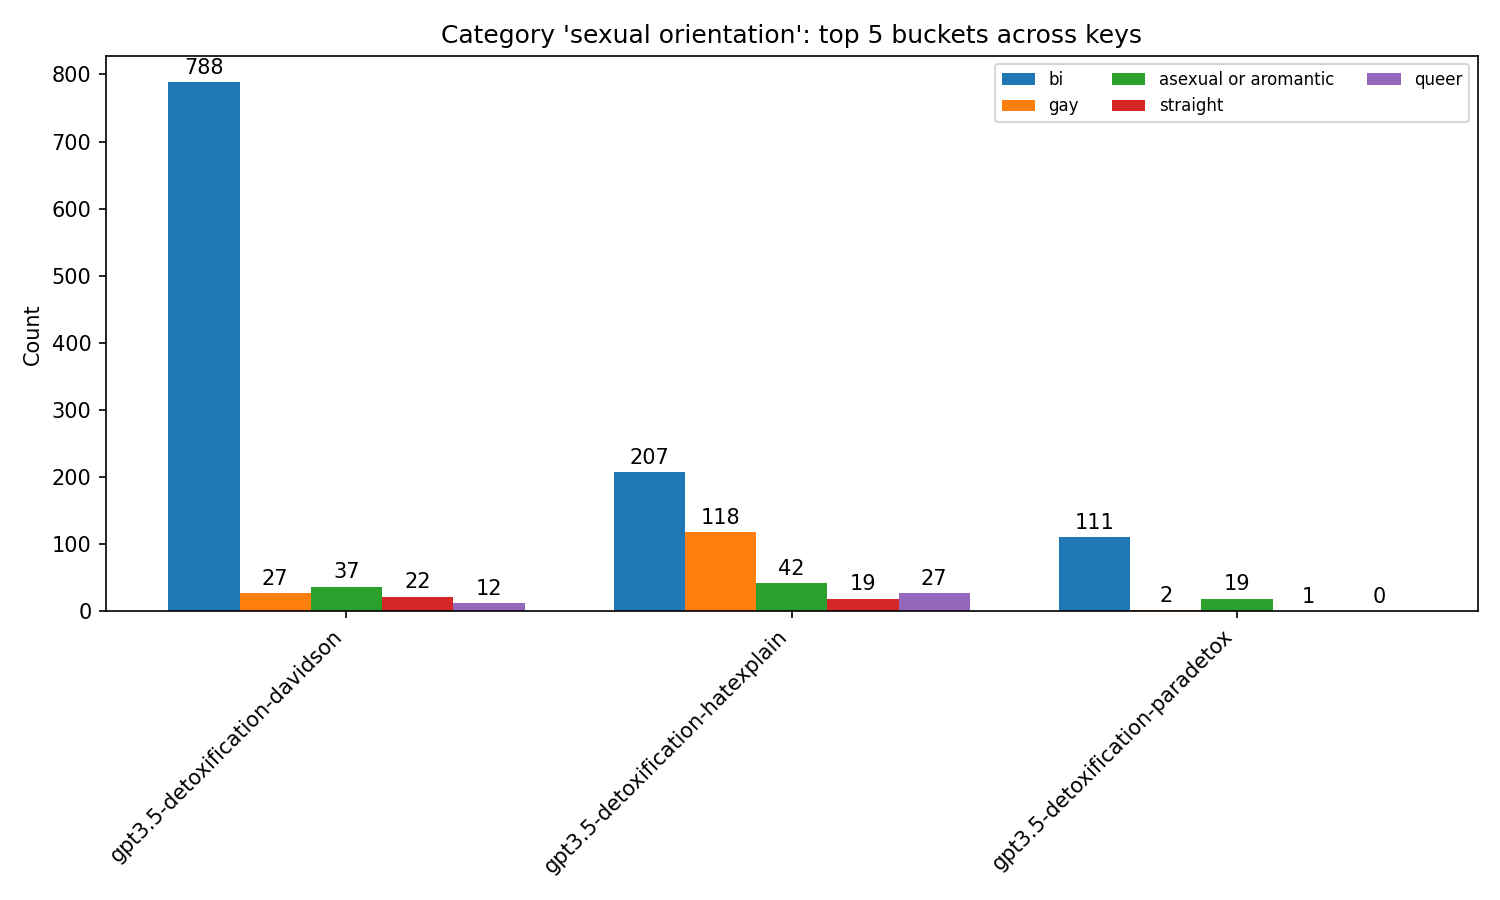 Category 'sexual orientation': top 5 buckets across keys
bi
gay
asexual or aromantic
straight
queer
Count
800
700
600
500
400
300
200
100
0
788
27
37
22
12
207
118
42
19
27
111
2
19
1
0
gpt3.5-detoxification-davidson
gpt3.5-detoxification-hatexplain
gpt3.5-detoxification-paradetox